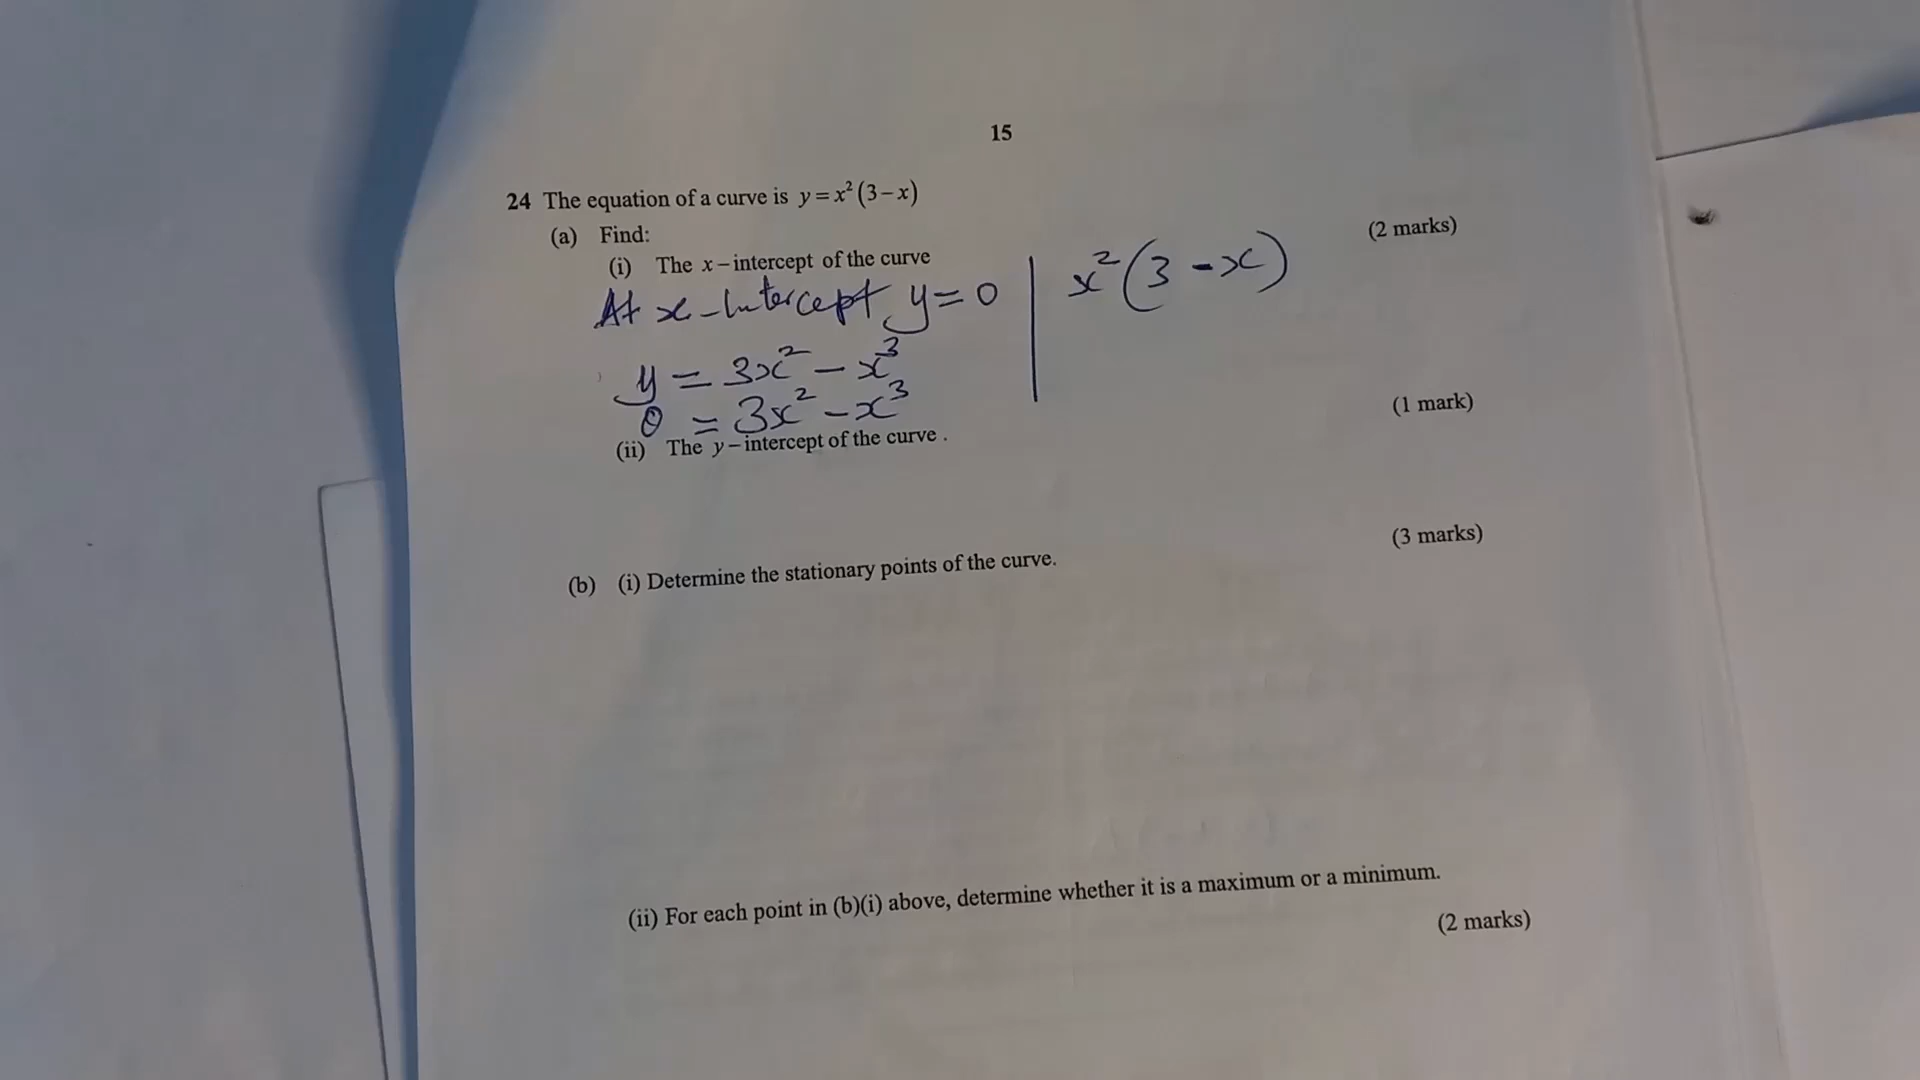 15
24 The equation of a curve is y = x²(3 – x)
(a) Find:
(i) The x – intercept of the curve (2 marks)
At x-Intercept y = 0 | x²(3 - x)
y = 3x² - x³
0 = 3x² - x³
(ii) The y – intercept of the curve . (1 mark)
(b) (i) Determine the stationary points of the curve. (3 marks)
(ii) For each point in (b)(i) above, determine whether it is a maximum or a minimum.
(2 marks)